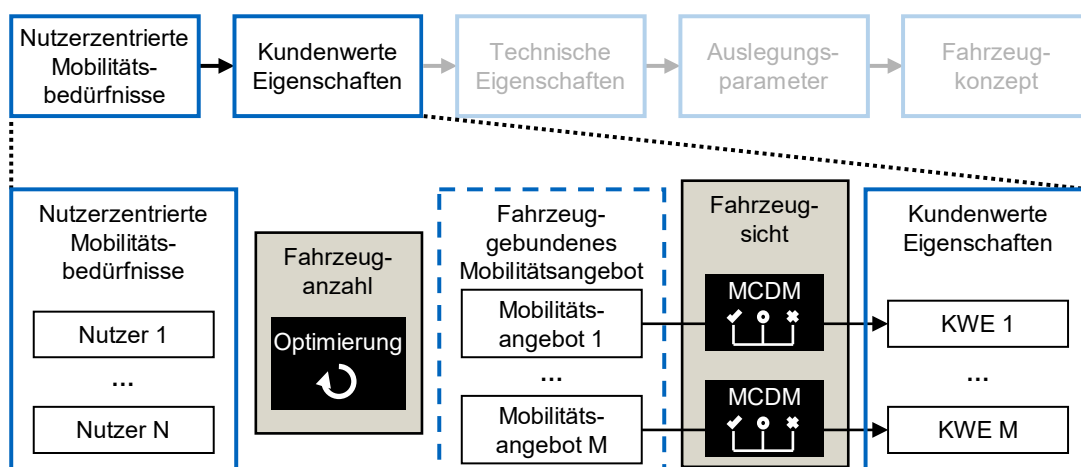 Nutzerzentrierte
Mobilitäts-
bedürfnisse
Kundenwerte
Eigenschaften
Technische
Eigenschaften
Auslegungs-
parameter
Fahrzeug-
konzept
Nutzerzentrierte
Mobilitäts-
bedürfnisse
Nutzer 1
...
Nutzer N
Fahrzeug-
anzahl
Optimierung
Fahrzeug-
gebundenes
Mobilitätsangebot
Mobilitäts-
angebot 1
...
Mobilitäts-
angebot M
Fahrzeug-
sicht
MCDM
MCDM
Kundenwerte
Eigenschaften
KWE 1
...
KWE M